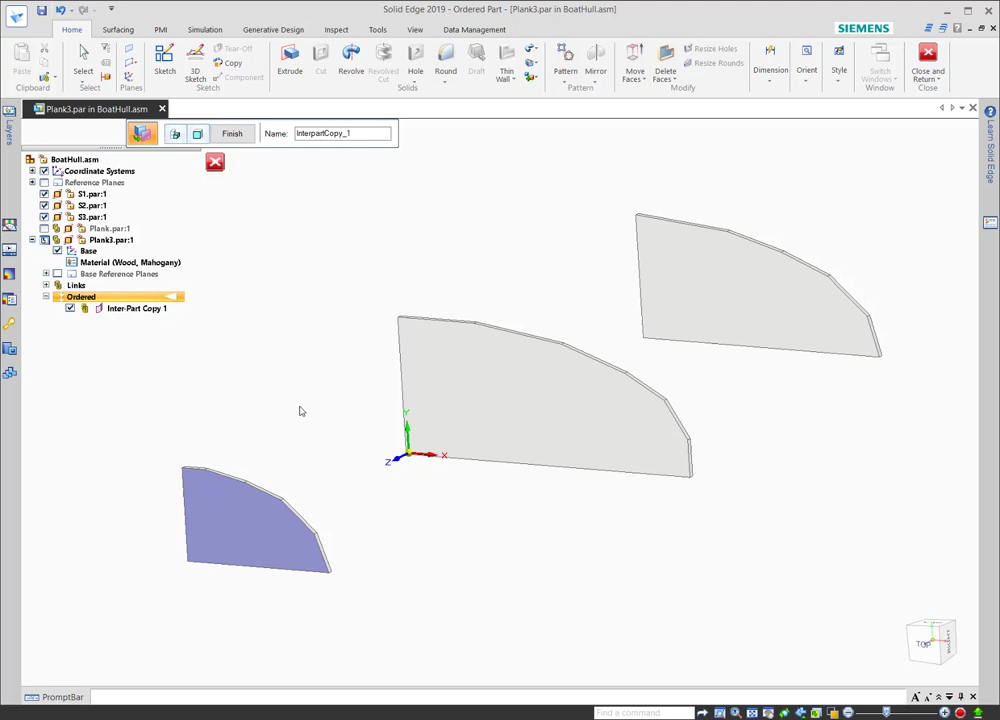 Solid Edge 2019 - Ordered Part - [Plank3.par in BoatHull.asm]
Home Surfacing PMI Simulation Generative Design Inspect Tools View Data Management
SIEMENS
Paste Select Sketch 3D Sketch Tear-Off Copy Component Extrude Cut Revolve Revolved Cut Hole Round Draft Thin Wall Pattern Mirror Move Faces Delete Faces Resize Holes Resize Rounds Dimension Orient Style Switch Windows Close and Return
Clipboard Select Planes Sketch Solids Pattern Modify Window Close
Plank3.par in BoatHull.asm
Layers
Learn Solid Edge
Finish Name: InterpartCopy_1
BoatHull.asm
Coordinate Systems
Reference Planes
S1.par:1
S2.par:1
S3.par:1
Plank.par:1
Plank3.par:1
Base
Material (Wood, Mahogany)
Base Reference Planes
Links
Ordered
Inter-Part Copy 1
Y
Z X
TOP
PromptBar
Find a command